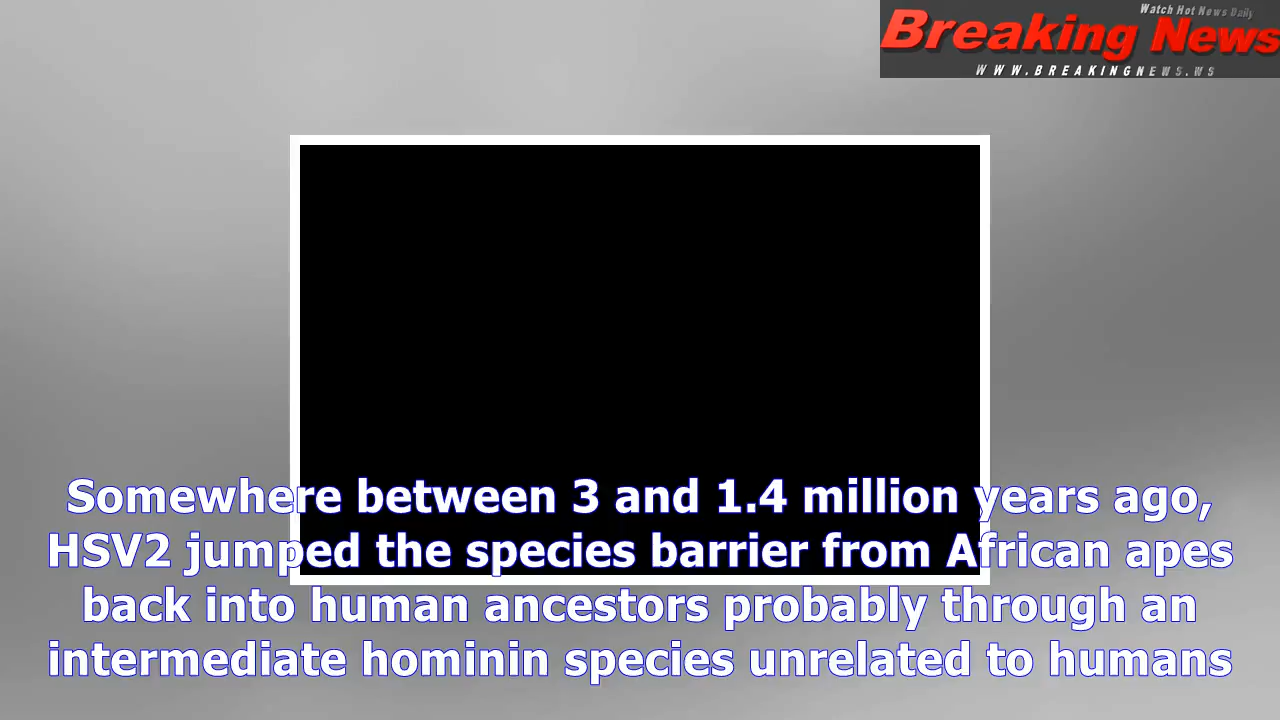 Watch Hot News Daily
Breaking News
WWW.BREAKINGNEWS.WS
Somewhere between 3 and 1.4 million years ago,
HSV2 jumped the species barrier from African apes
back into human ancestors probably through an
intermediate hominin species unrelated to humans